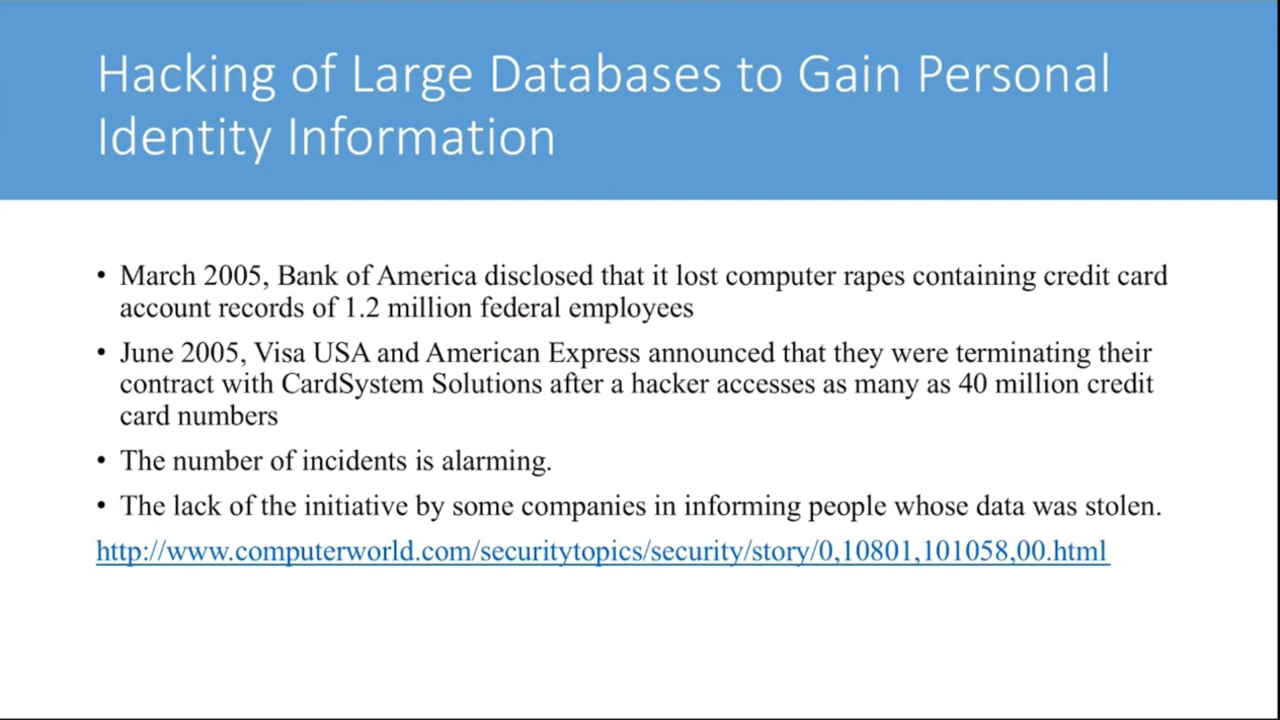 Hacking of Large Databases to Gain Personal
Identity Information
• March 2005, Bank of America disclosed that it lost computer rapes containing credit card
account records of 1.2 million federal employees
• June 2005, Visa USA and American Express announced that they were terminating their
contract with CardSystem Solutions after a hacker accesses as many as 40 million credit
card numbers
• The number of incidents is alarming.
• The lack of the initiative by some companies in informing people whose data was stolen.
http://www.computerworld.com/securitytopics/security/story/0,10801,101058,00.html